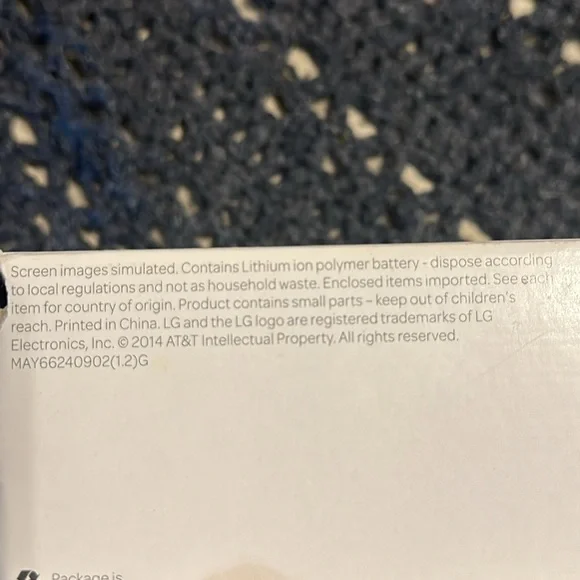 Screen images simulated. Contains Lithium ion polymer battery - dispose according
to local regulations and not as household waste. Enclosed items imported. See each
item for country of origin. Product contains small parts – keep out of children's
reach. Printed in China. LG and the LG logo are registered trademarks of LG
Electronics, Inc. © 2014 AT&T Intellectual Property. All rights reserved.
MAY66240902(1.2)G
Package is